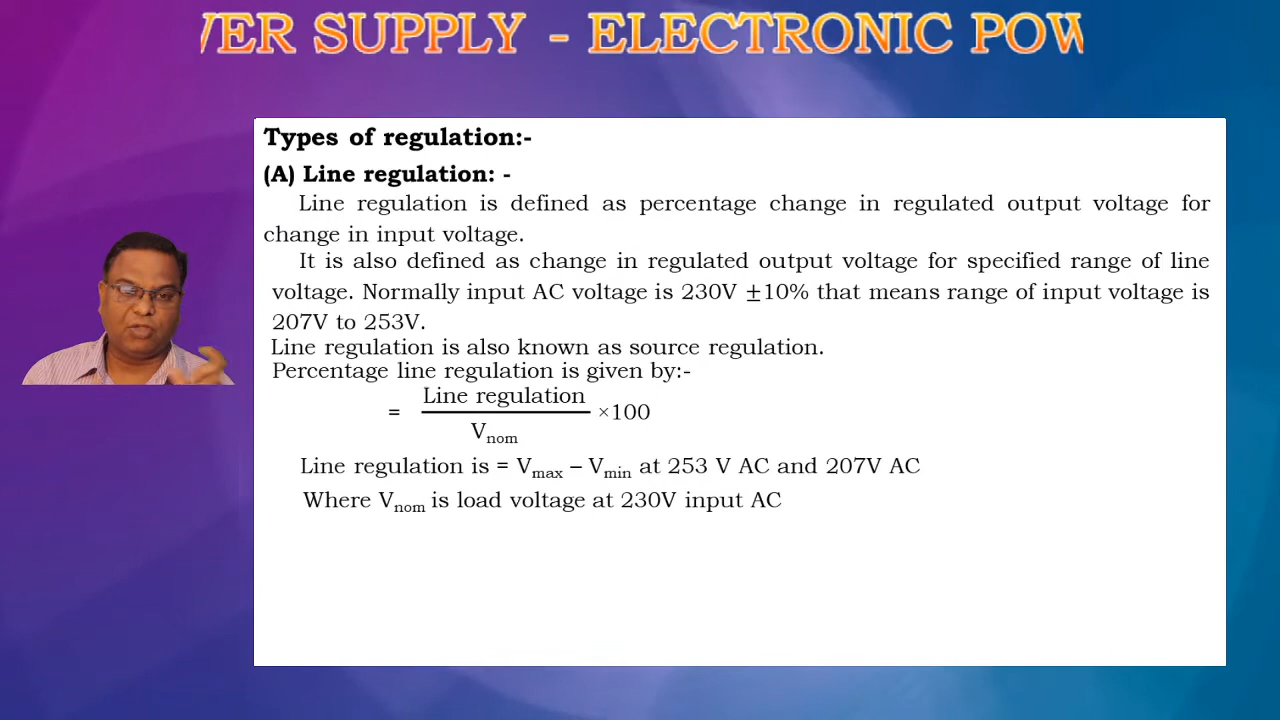 VER SUPPLY - ELECTRONIC POW
Types of regulation:-
(A) Line regulation: -
Line regulation is defined as percentage change in regulated output voltage for
change in input voltage.
It is also defined as change in regulated output voltage for specified range of line
voltage. Normally input AC voltage is 230V ±10% that means range of input voltage is
207V to 253V.
Line regulation is also known as source regulation.
Percentage line regulation is given by:-
Line regulation
= ×100
Vnom
Line regulation is = Vmax – Vmin at 253 V AC and 207V AC
Where Vnom is load voltage at 230V input AC